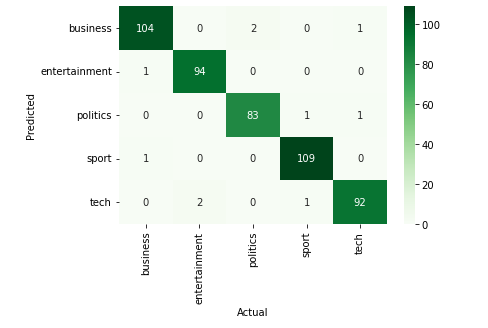 business 104 0 2 0 1
entertainment 1 94 0 0 0
politics 0 0 83 1 1
sport 1 0 0 109 0
tech 0 2 0 1 92
Predicted
business entertainment politics sport tech
Actual
100
80
60
40
20
0